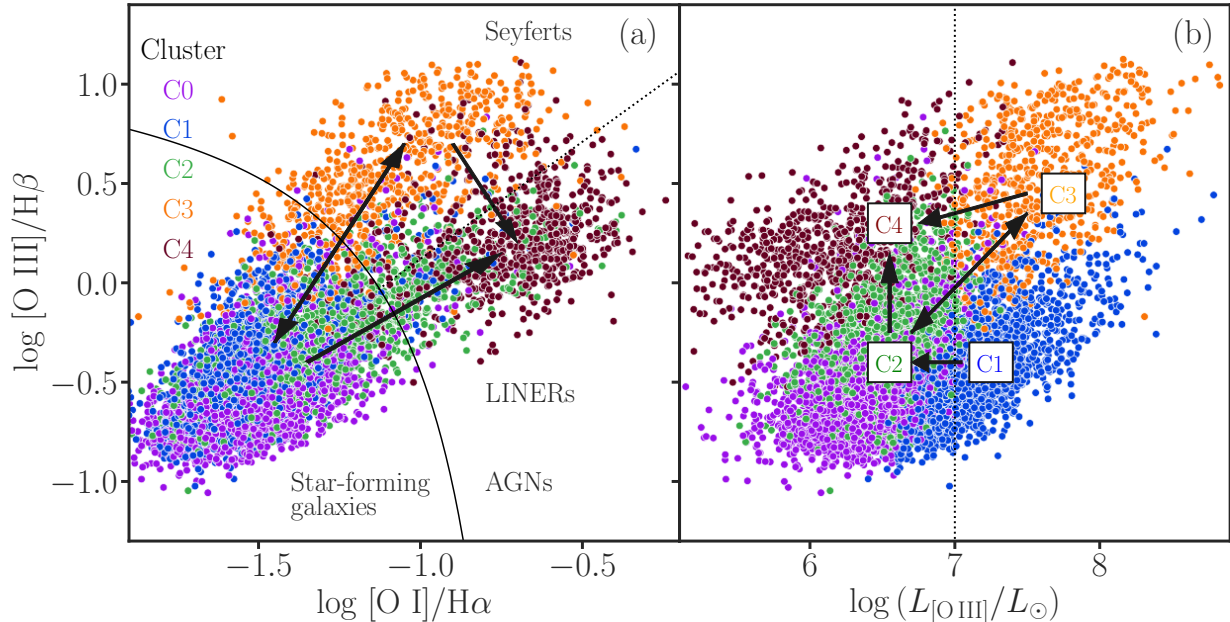 Seyferts
(a)
(b)
Cluster
C0
C1
C2
C3
C4
1.0
0.5
0.0
−0.5
−1.0
log [O III]/Hβ
LINERs
Star-forming
galaxies
AGNs
C3
C4
C2
C1
−1.5
−1.0
−0.5
6
7
8
log [O I]/Hα
log (L[O III]/L⊙)